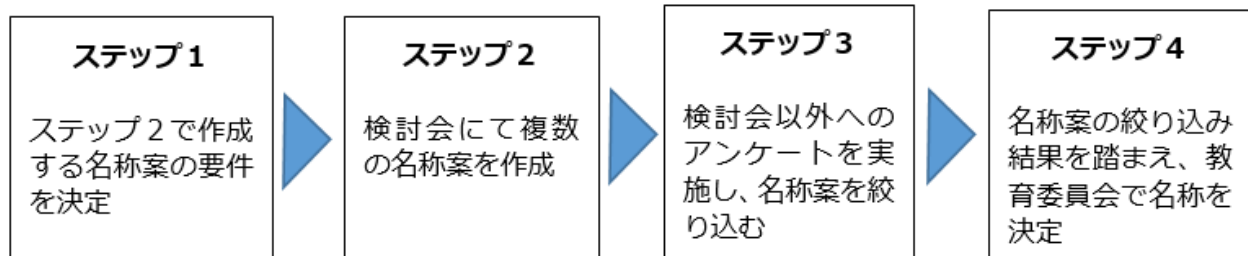 ステップ1
ステップ2で作成
する名称案の要件
を決定
ステップ2
検討会にて複数
の名称案を作成
ステップ3
検討会以外への
アンケートを実
施し、名称案を絞
り込む
ステップ4
名称案の絞り込み
結果を踏まえ、教
育委員会で名称を
決定